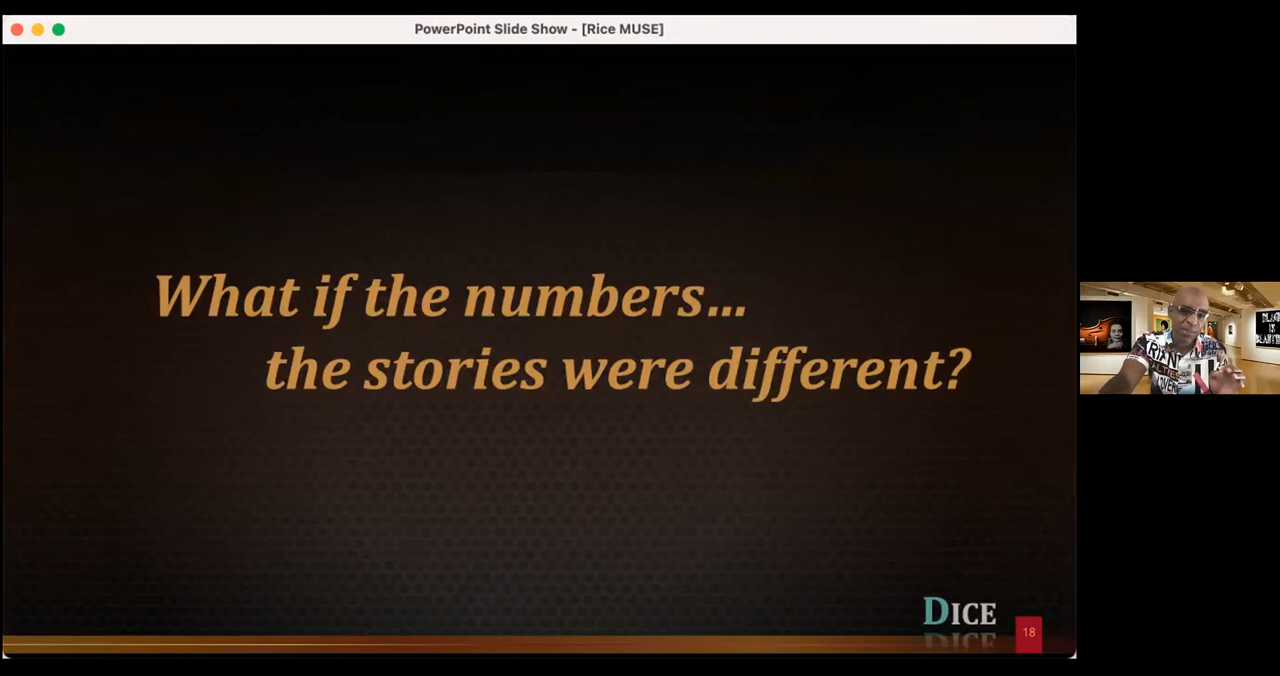 PowerPoint Slide Show - [Rice MUSE]
What if the numbers...
the stories were different?
DICE
18